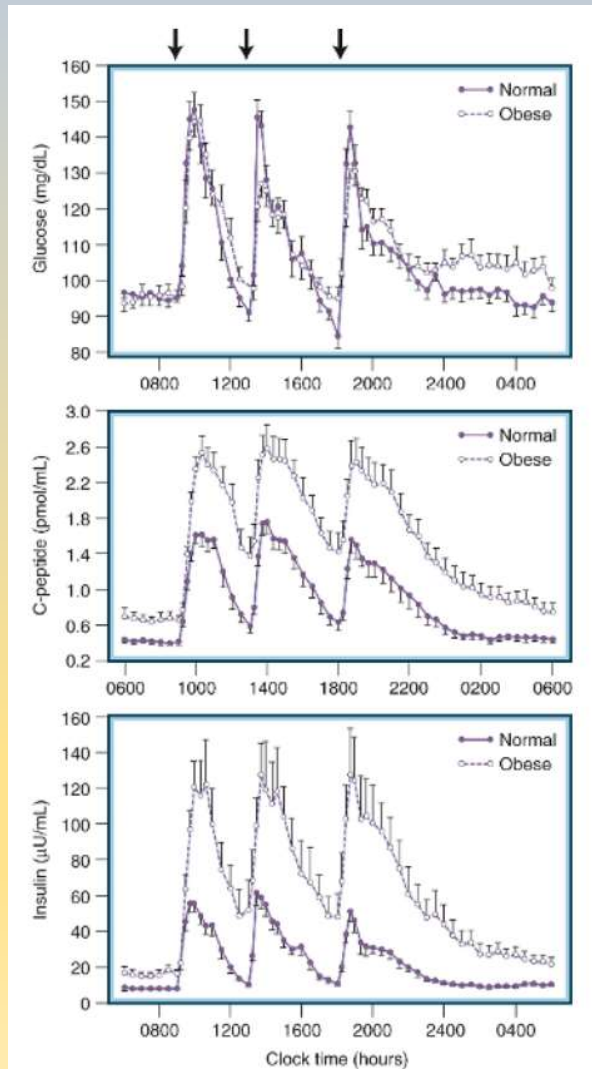 160
150
140
130
120
110
100
90
80
Glucose (mg/dL)
Normal
Obese
0800 1200 1600 2000 2400 0400
3.0
2.6
2.2
1.8
1.4
1.0
0.6
0.2
C-peptide (pmol/mL)
Normal
Obese
0600 1000 1400 1800 2200 0200 0600
160
140
120
100
80
60
40
20
0
Insulin (μU/mL)
Normal
Obese
0800 1200 1600 2000 2400 0400
Clock time (hours)